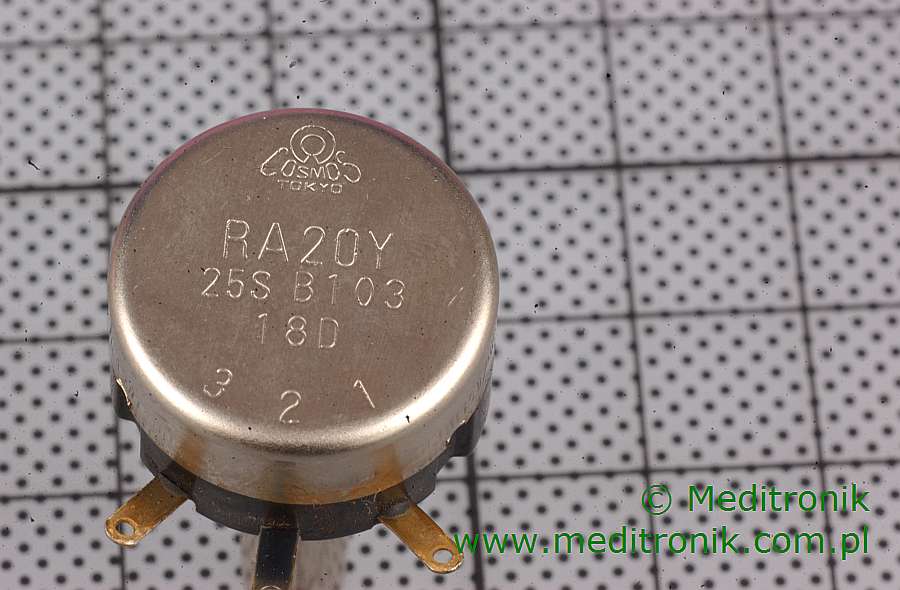 COSMOS
TOKYO
RA20Y
25S B103
18D
3 2 1
© Meditronik
www.meditronik.com.pl